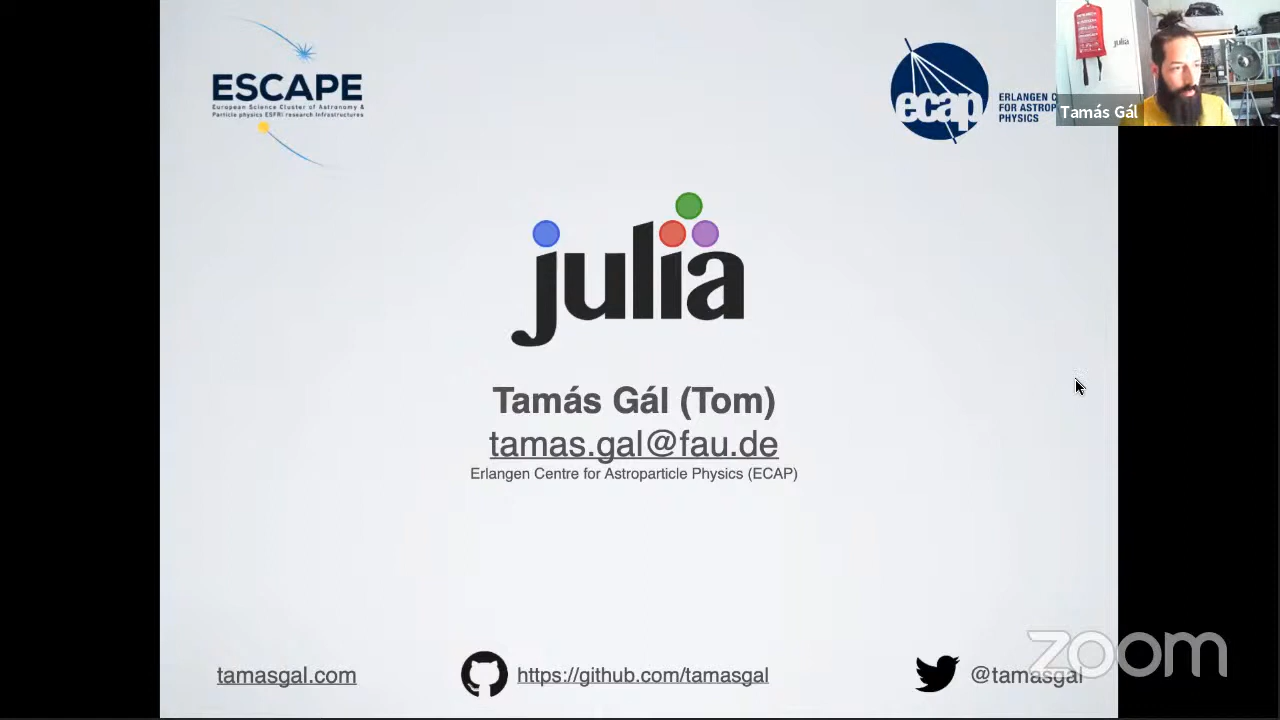 ESCAPE
European Science Cluster of Astronomy &
Particle physics ESFRI research Infrastructures
ecap
ERLANGEN C
FOR ASTROP
PHYSICS
julia
Tamás Gál
julia
Tamás Gál (Tom)
tamas.gal@fau.de
Erlangen Centre for Astroparticle Physics (ECAP)
tamasgal.com
https://github.com/tamasgal
@tamasgal
zoom